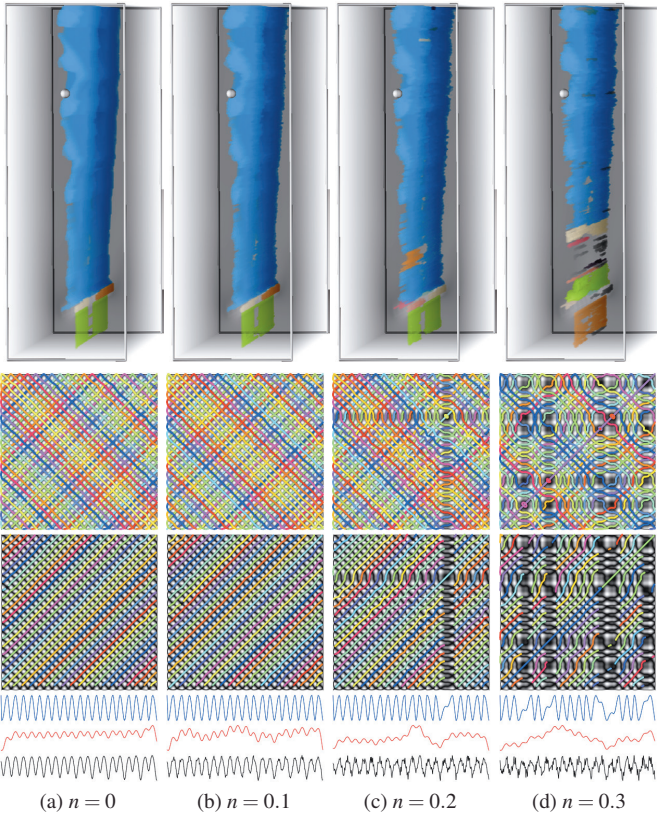 (a) n = 0 (b) n = 0.1 (c) n = 0.2 (d) n = 0.3